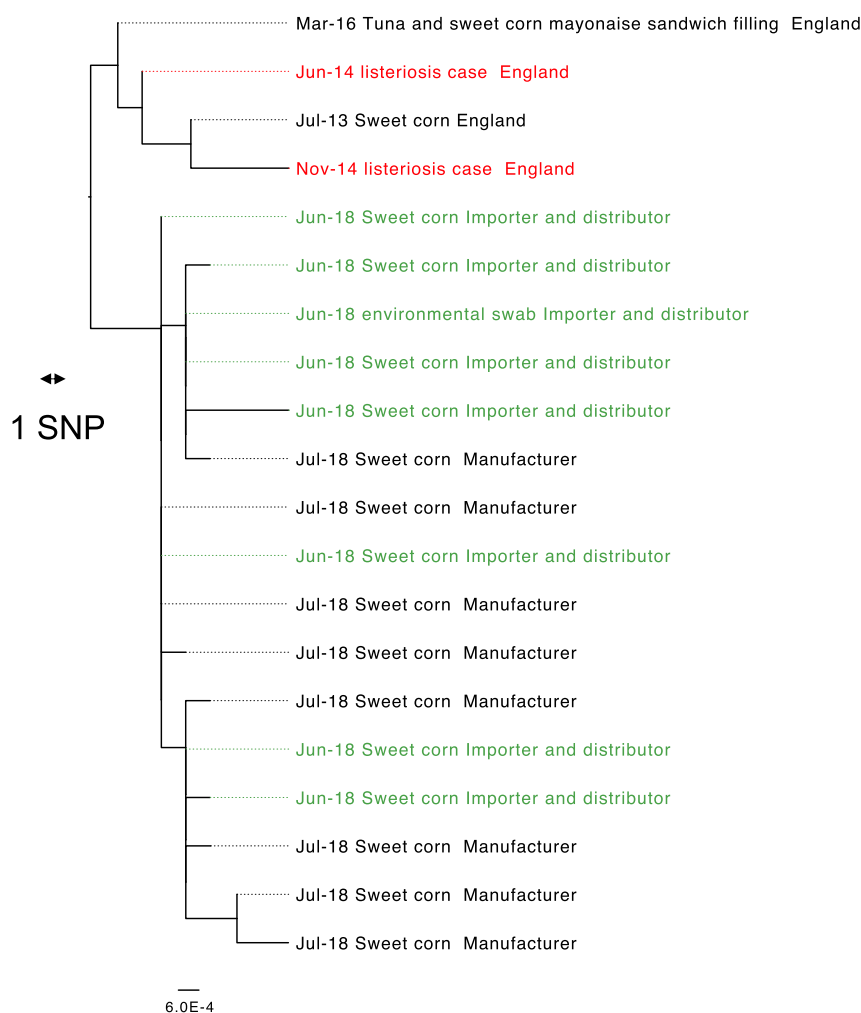 Mar-16 Tuna and sweet corn mayonaise sandwich filling England
Jun-14 listeriosis case England
Jul-13 Sweet corn England
Nov-14 listeriosis case England
Jun-18 Sweet corn Importer and distributor
Jun-18 Sweet corn Importer and distributor
Jun-18 environmental swab Importer and distributor
Jun-18 Sweet corn Importer and distributor
Jun-18 Sweet corn Importer and distributor
1 SNP
Jul-18 Sweet corn Manufacturer
Jul-18 Sweet corn Manufacturer
Jun-18 Sweet corn Importer and distributor
Jul-18 Sweet corn Manufacturer
Jul-18 Sweet corn Manufacturer
Jul-18 Sweet corn Manufacturer
Jun-18 Sweet corn Importer and distributor
Jun-18 Sweet corn Importer and distributor
Jul-18 Sweet corn Manufacturer
Jul-18 Sweet corn Manufacturer
Jul-18 Sweet corn Manufacturer
6.0E-4